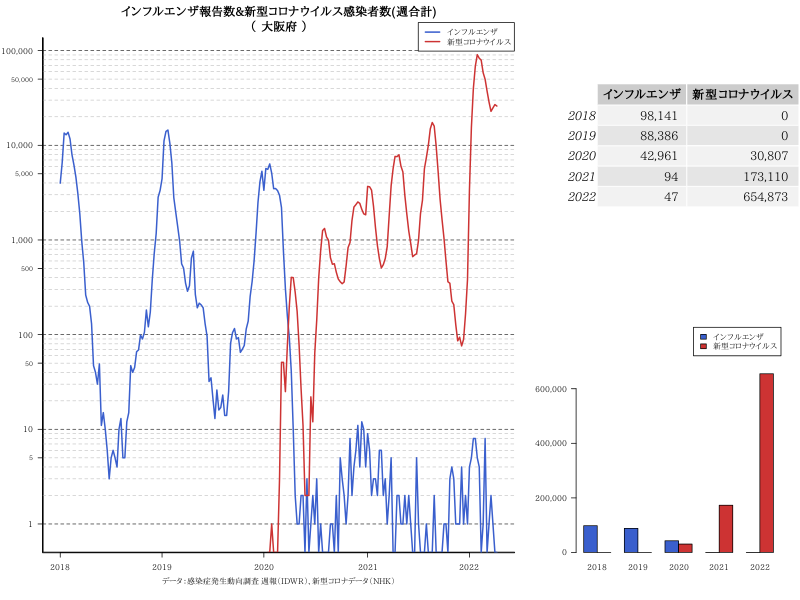 インフルエンザ報告数&新型コロナウイルス感染者数(週合計)
( 大阪府 )
インフルエンザ
新型コロナウイルス
100,000
50,000
10,000
5,000
1,000
500
100
50
10
5
1
2018 2019 2020 2021 2022
データ：感染症発生動向調査 週報(IDWR)、新型コロナデータ(NHK)
インフルエンザ 新型コロナウイルス
2018 98,141 0
2019 88,386 0
2020 42,961 30,807
2021 94 173,110
2022 47 654,873
インフルエンザ
新型コロナウイルス
600,000
400,000
200,000
0
2018 2019 2020 2021 2022